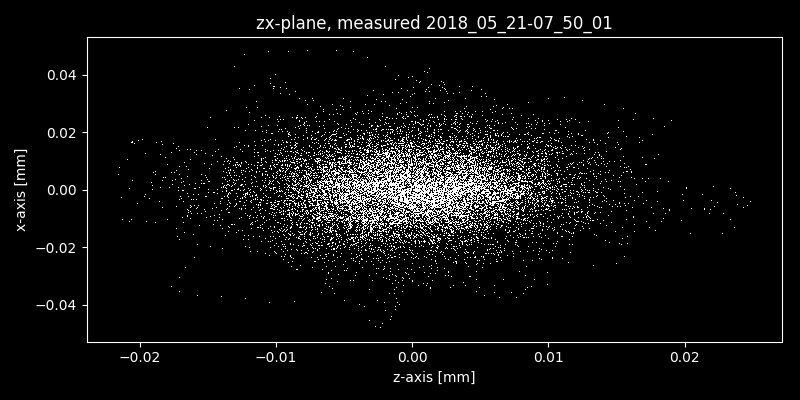 zx-plane, measured 2018_05_21-07_50_01
x-axis [mm]
0.04
0.02
0.00
−0.02
−0.04
−0.02 −0.01 0.00 0.01 0.02
z-axis [mm]